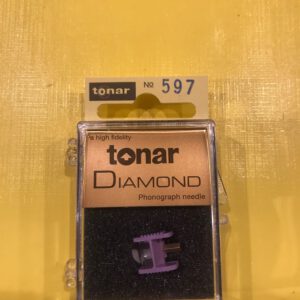 tonar No 597
a high fidelity
tonar
DIAMOND
Phonograph needle